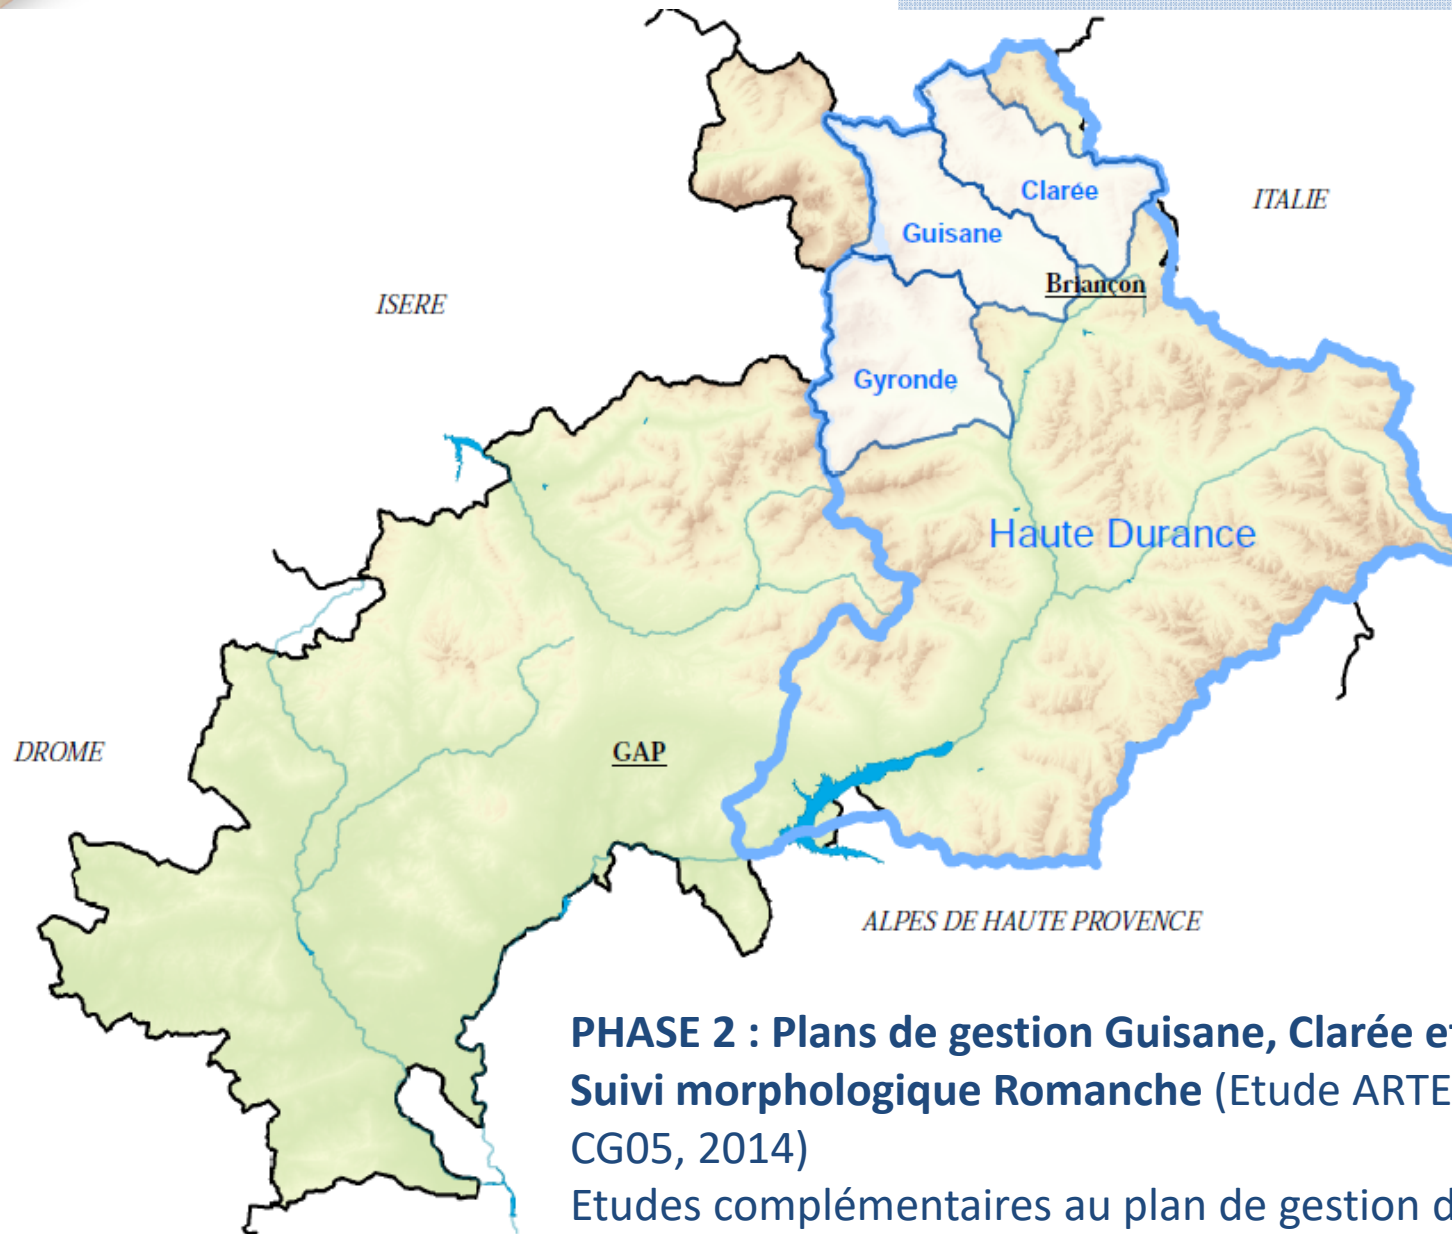 ITALIE
Clarée
Guisane
Briançon
ISERE
Gyronde
Haute Durance
DROME
GAP
ALPES DE HAUTE PROVENCE
PHASE 2 : Plans de gestion Guisane, Clarée et
Suivi morphologique Romanche (Etude ARTE
CG05, 2014)
Etudes complémentaires au plan de gestion d